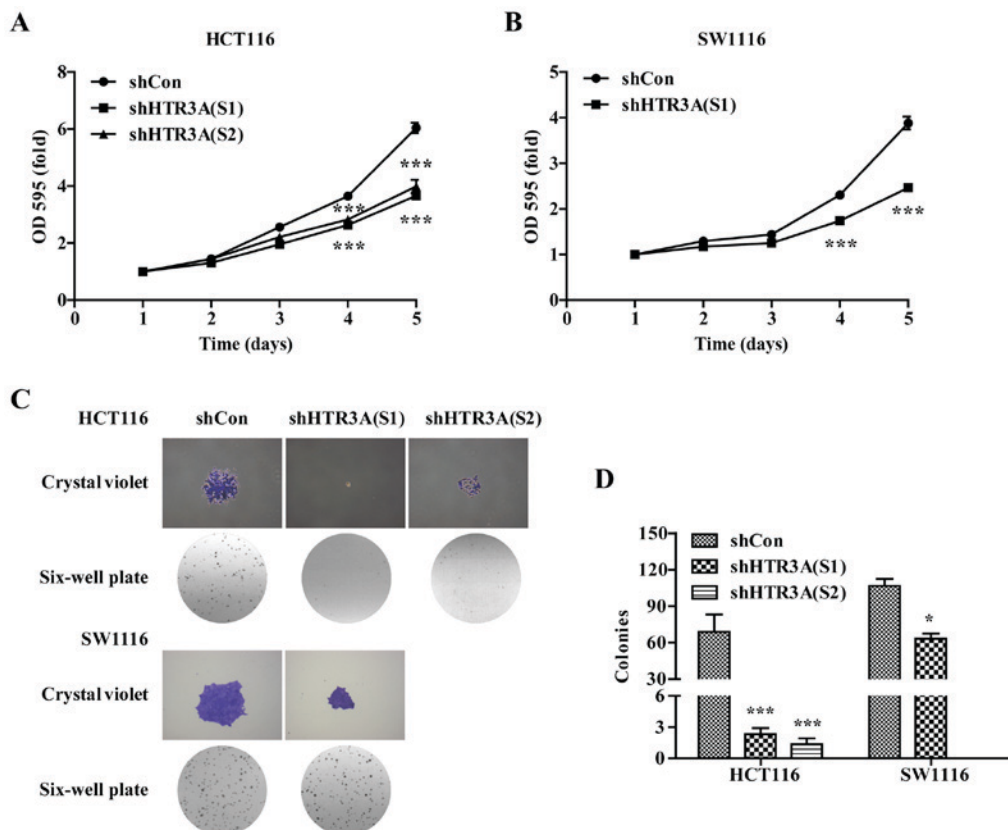 A
HCT116
shCon
shHTR3A(S1)
shHTR3A(S2)
OD 595 (fold)
8
6
4
2
0
***
***
***
***
0 1 2 3 4 5
Time (days)
B
SW1116
shCon
shHTR3A(S1)
OD 595 (fold)
5
4
3
2
1
0
***
***
0 1 2 3 4 5
Time (days)
C
HCT116 shCon shHTR3A(S1) shHTR3A(S2)
Crystal violet
Six-well plate
SW1116
Crystal violet
Six-well plate
D
shCon
shHTR3A(S1)
shHTR3A(S2)
Colonies
150
120
90
60
30
6
3
0
*** ***
*
HCT116 SW1116